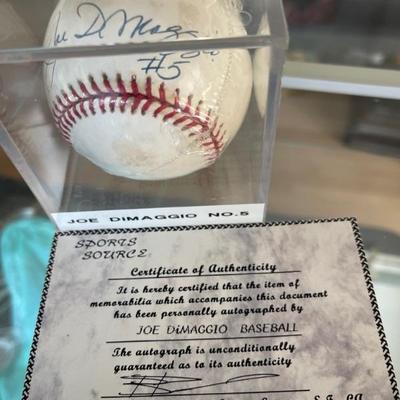 Joe DiMaggio
#5
JOE DIMAGGIO NO.5
SPORTS
SOURCE
Certificate of Authenticity
It is hereby certified that the item of
memorabilia which accompanies this document
has been personally autographed by
JOE DiMAGGIO BASEBALL
The autograph is unconditionally
guaranteed as to its authenticity